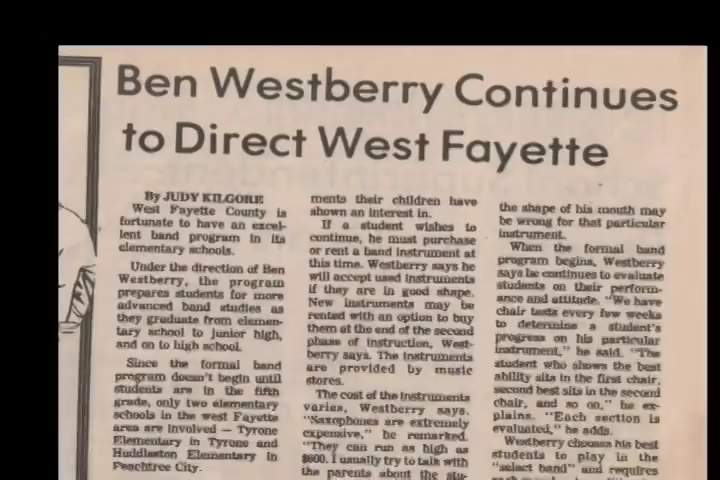 Ben Westberry Continues
to Direct West Fayette
By JUDY KILGORE
West Fayette County is
fortunate to have an excel-
lent band program in its
elementary schools.
Under the direction of Ben
Westberry, the program
prepares students for more
advanced band studies as
they graduate from elemen-
tary school to junior high,
and on to high school.
Since the formal band
program doesn't begin until
students are in the fifth
grade, only two elementary
schools in the west Fayette
area are involved — Tyrone
Elementary in Tyrone and
Huddleston Elementary in
Peachtree City.
ments their children have
shown an interest in.
If a student wishes to
continue, he must purchase
or rent a band instrument at
this time. Westberry says he
will accept used instruments
if they are in good shape.
New instruments may be
rented with an option to buy
them at the end of the second
phase of instruction, West-
berry says. The instruments
are provided by music
stores.
The cost of the instruments
varies, Westberry says.
"Saxophones are extremely
expensive," he remarked.
"They can run as high as
$600. I usually try to talk with
the parents about the stu-
the shape of his mouth may
be wrong for that particular
instrument.
When the formal band
program begins, Westberry
says he continues to evaluate
students on their perform-
ance and attitude. "We have
chair tests every few weeks
to determine a student's
progress on his particular
instrument," he said. "The
student who shows the best
ability sits in the first chair,
second best sits in the second
chair, and so on," he ex-
plains. "Each section is
evaluated," he adds.
Westberry chooses his best
students to play in the
"select band" and requires